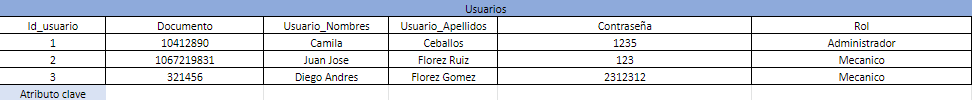 Usuarios
Id_usuario Documento Usuario_Nombres Usuario_Apellidos Contraseña Rol
1 10412890 Camila Ceballos 1235 Administrador
2 1067219831 Juan Jose Florez Ruiz 123 Mecanico
3 321456 Diego Andres Florez Gomez 2312312 Mecanico
Atributo clave